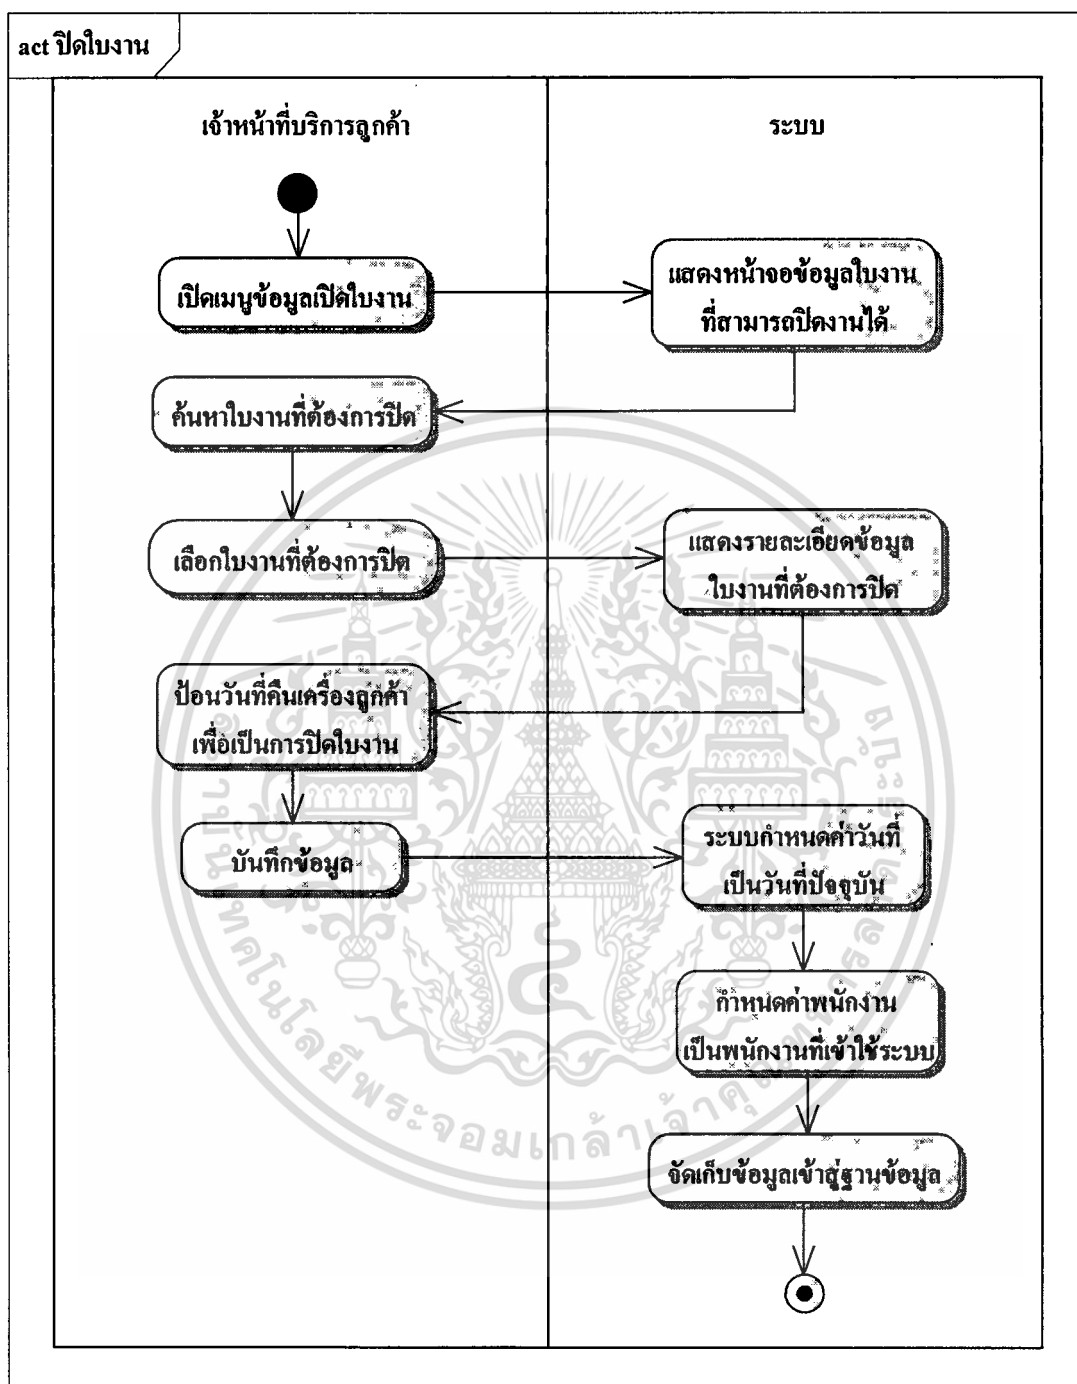 act ปิดใบงาน
เจ้าหน้าที่บริการลูกค้า
ระบบ
เปิดเมนูข้อมูลเปิดใบงาน
แสดงหน้าจอข้อมูลใบงาน
ที่สามารถปิดงานได้
ค้นหาใบงานที่ต้องการปิด
เลือกใบงานที่ต้องการปิด
แสดงรายละเอียดข้อมูล
ใบงานที่ต้องการปิด
ป้อนวันที่คืนเครื่องลูกค้า
เพื่อเป็นการปิดใบงาน
บันทึกข้อมูล
ระบบกำหนดค่าวันที่
เป็นวันที่ปัจจุบัน
กำหนดค่าพนักงาน
เป็นพนักงานที่เข้าใช้ระบบ
จัดเก็บข้อมูลเข้าสู่ฐานข้อมูล